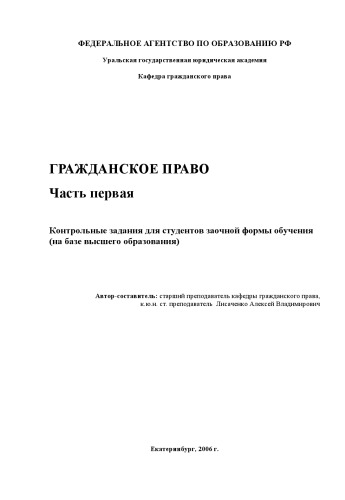 ФЕДЕРАЛЬНОЕ АГЕНТСТВО ПО ОБРАЗОВАНИЮ РФ
Уральская государственная юридическая академия
Кафедра гражданского права
ГРАЖДАНСКОЕ ПРАВО
Часть первая
Контрольные задания для студентов заочной формы обучения
(на базе высшего образования)
Автор-составитель: старший преподаватель кафедры гражданского права,
к.ю.н. ст. преподаватель Лисаченко Алексей Владимирович
Екатеринбург, 2006 г.